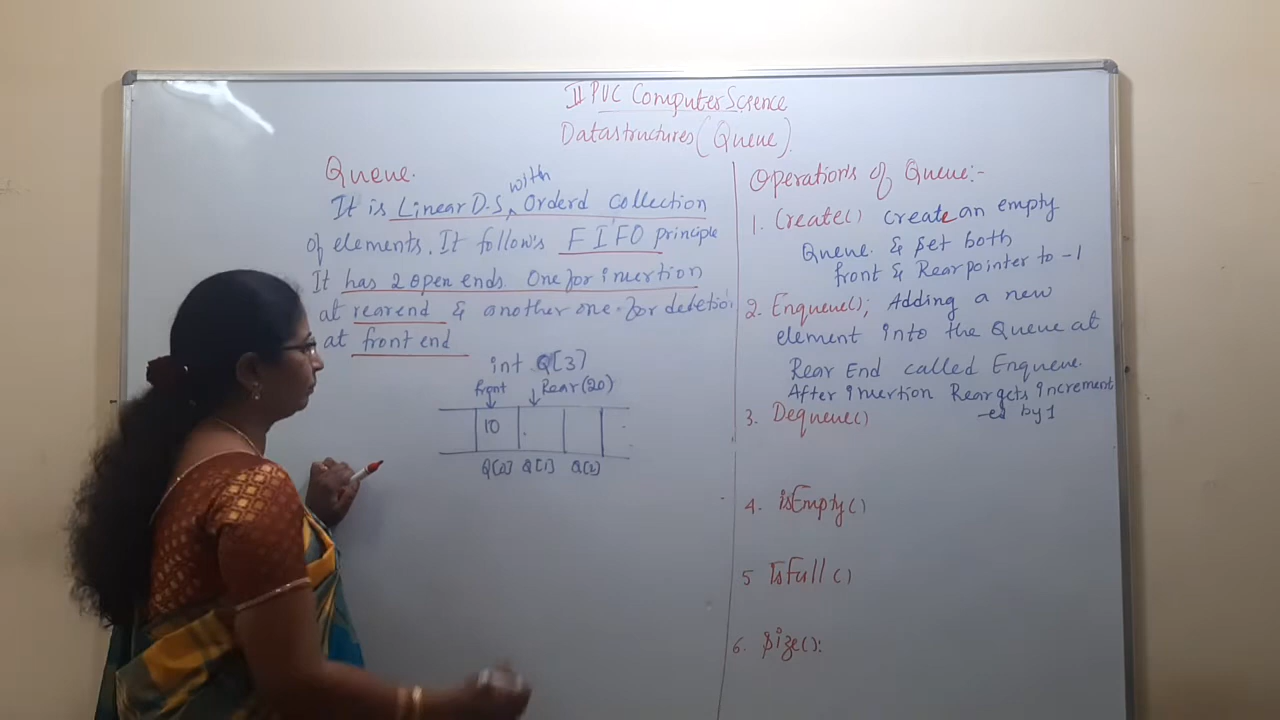 II PUC Computer Science
Datastructures (Queue).
Queue.
It is Linear D.S, with Orderd collection
of elements. It follow's FIFO principle
It has 2 open ends. One for insertion
at rearend & another one for deletion
at front end
int Q[3]
front Rear(20)
10
Q[0] Q[1] Q[2]
Operations of Queue:-
1. Create() create an empty
Queue. & set both
front & Rear pointer to -1
2. Enqueue(); Adding a new
element into the Queue at
Rear End called Enqueue.
After insertion Rear gets increment
-ed by 1
3. Dequeue()
4. isEmpty()
5 IsFull()
6. Size():